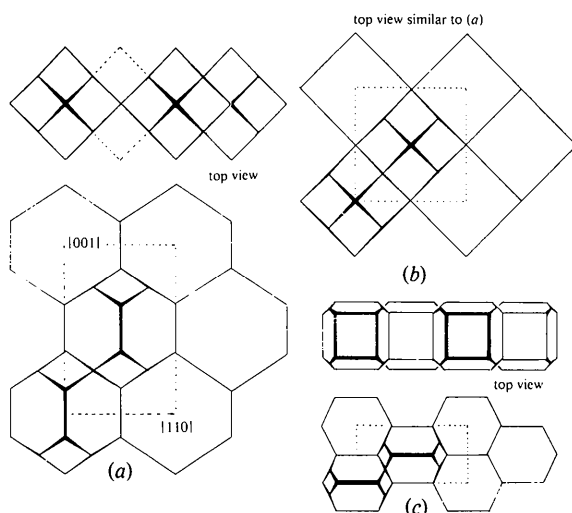 top view similar to (a)
top view
|001|
|110|
(a)
(b)
top view
(c)